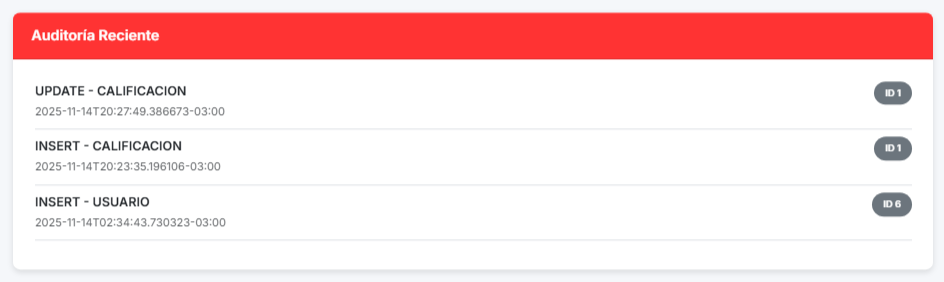 Auditoría Reciente
UPDATE - CALIFICACION
ID 1
2025-11-14T20:27:49.386673-03:00
INSERT - CALIFICACION
ID 1
2025-11-14T20:23:35.196106-03:00
INSERT - USUARIO
ID 6
2025-11-14T02:34:43.730323-03:00